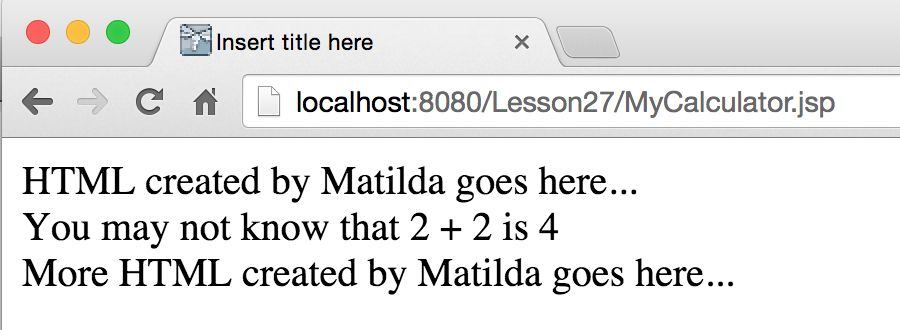 Insert title here
localhost:8080/Lesson27/MyCalculator.jsp
HTML created by Matilda goes here...
You may not know that 2 + 2 is 4
More HTML created by Matilda goes here...